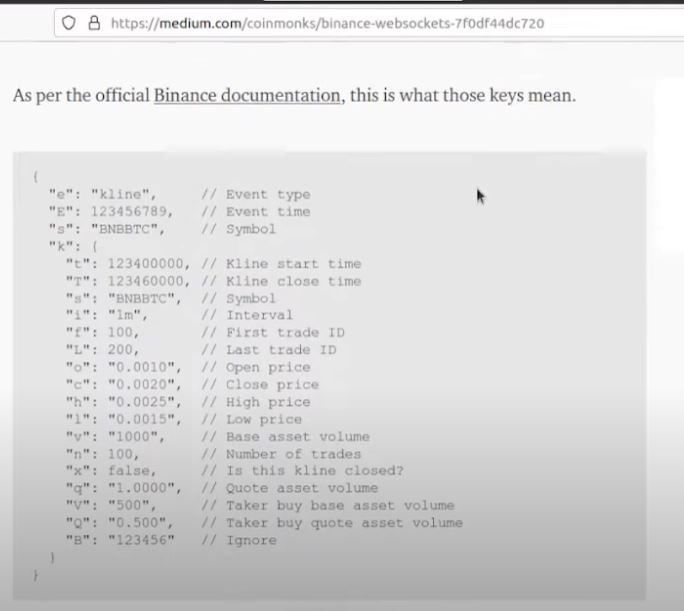 https://medium.com/coinmonks/binance-websockets-7f0df44dc720
As per the official Binance documentation, this is what those keys mean.
{
"e": "kline", // Event type
"E": 123456789, // Event time
"s": "BNBBTC", // Symbol
"k": {
"t": 123400000, // Kline start time
"T": 123460000, // Kline close time
"s": "BNBBTC", // Symbol
"i": "1m", // Interval
"f": 100, // First trade ID
"L": 200, // Last trade ID
"o": "0.0010", // Open price
"c": "0.0020", // Close price
"h": "0.0025", // High price
"l": "0.0015", // Low price
"v": "1000", // Base asset volume
"n": 100, // Number of trades
"x": false, // Is this kline closed?
"q": "1.0000", // Quote asset volume
"V": "500", // Taker buy base asset volume
"Q": "0.500", // Taker buy quote asset volume
"B": "123456" // Ignore
}
}